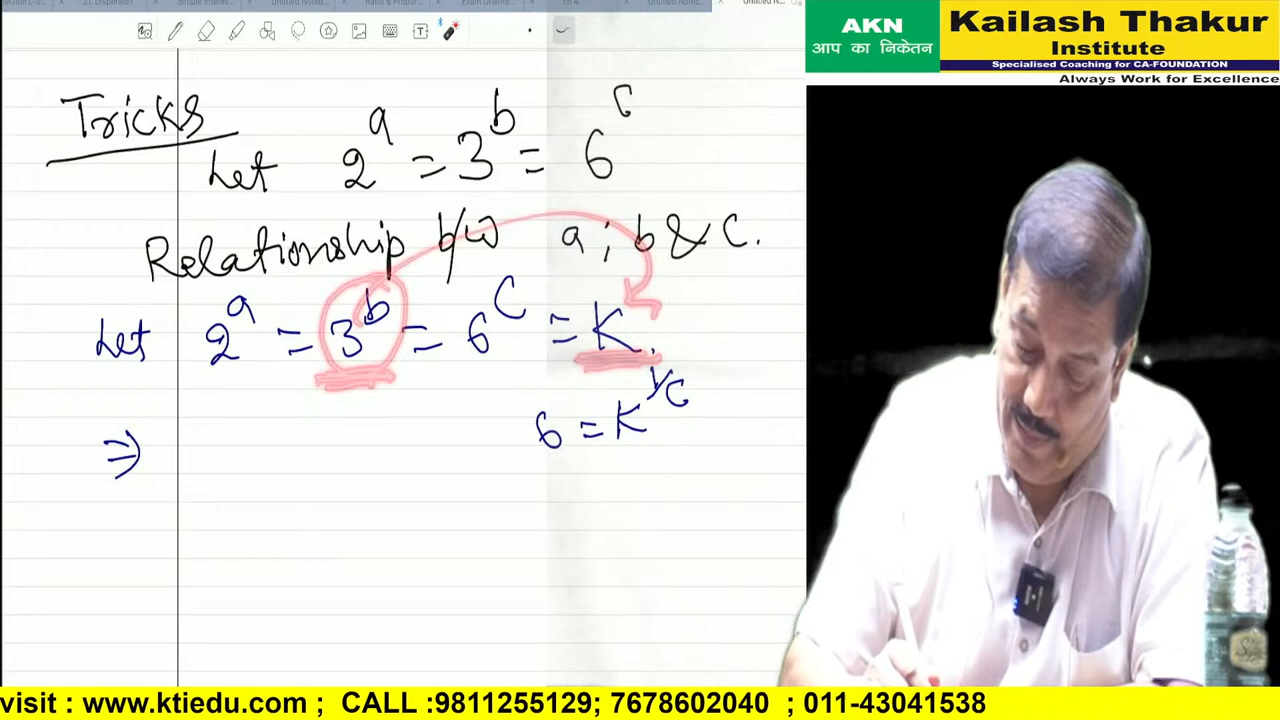 AKN
आप का निकेतन
Kailash Thakur
Institute
Specialised Coaching for CA-FOUNDATION
Always Work for Excellence
Tricks
Let 2^a = 3^b = 6^c
Relationship b/w a; b & c.
Let 2^a = 3^b = 6^c = K.
6 = K^1/c
⇒
visit : www.ktiedu.com ; CALL :9811255129; 7678602040 ; 011-43041538